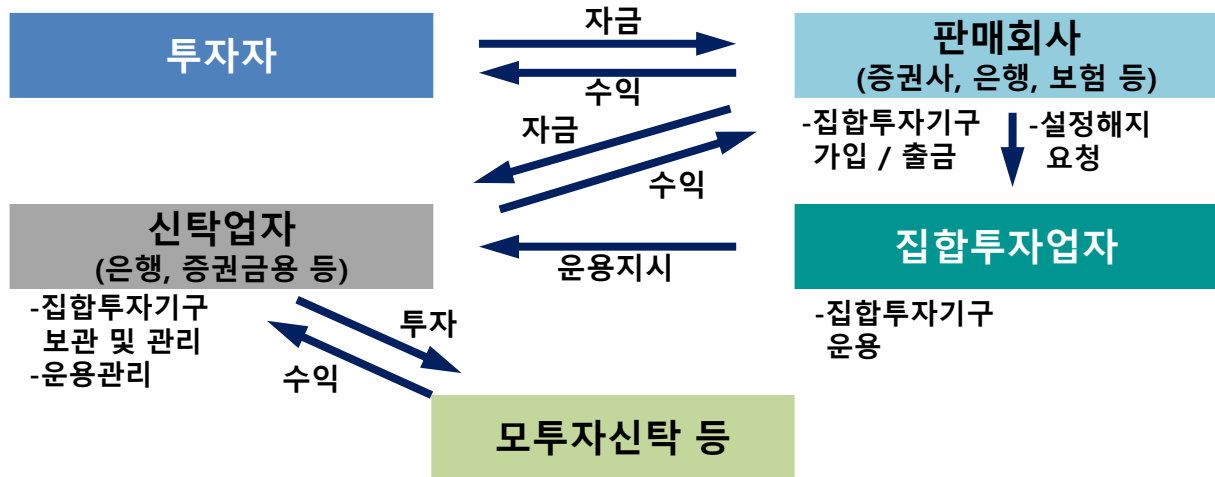 투자자
자금
수익
판매회사
(증권사, 은행, 보험 등)
-집합투자기구
가입 / 출금
-설정해지
요청
자금
수익
신탁업자
(은행, 증권금용 등)
운용지시
집합투자업자
-집합투자기구
보관 및 관리
-운용관리
투자
수익
-집합투자기구
운용
모투자신탁 등